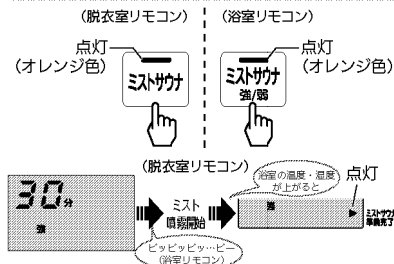 (脱衣室リモコン)
(浴室リモコン)
点灯
(オレンジ色)
ミストサウナ
点灯
(オレンジ色)
ミストサウナ
強/弱
(脱衣室リモコン)
30分
強
ミスト
噴霧開始
ピッピッピッ…ピー
(浴室リモコン)
浴室の温度・湿度
が上がると
点灯
強
ミストサウナ
準備完了